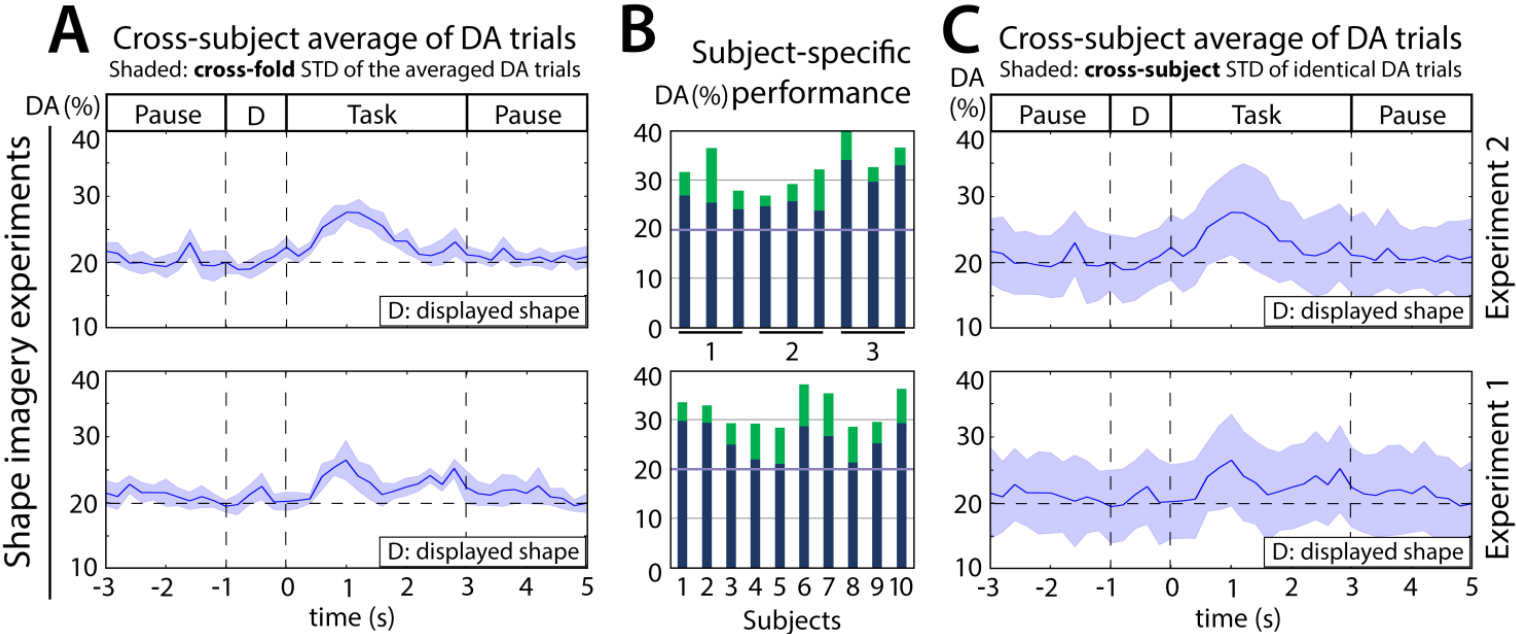 A
Cross-subject average of DA trials
Shaded: cross-fold STD of the averaged DA trials
DA (%)
Pause D Task Pause
40
30
20
10
D: displayed shape
40
30
20
10
D: displayed shape
-3 -2 -1 0 1 2 3 4 5
time (s)
Shape imagery experiments
B
Subject-specific
DA (%) performance
40
30
20
10
0
1 2 3
40
30
20
10
0
1 2 3 4 5 6 7 8 9 10
Subjects
C
Cross-subject average of DA trials
DA
(%)
Shaded: cross-subject STD of identical DA trials
Pause D Task Pause
40
30
20
10
D: displayed shape
Experiment 2
40
30
20
10
D: displayed shape
Experiment 1
-3 -2 -1 0 1 2 3 4 5
time (s)